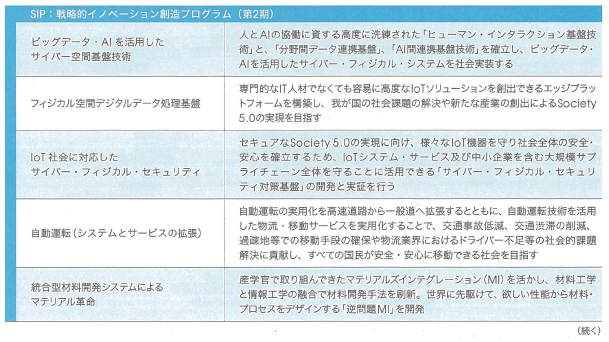 SIP：戦略的イノベーション創造プログラム（第2期）
ビッグデータ・AIを活用した
サイバー空間基盤技術
人とAIの協働に資する高度に洗練された「ヒューマン・インタラクション基盤技
術」と、「分野間データ連携基盤」、「AI間連携基盤技術」を確立し、ビッグデータ・
AIを活用したサイバー・フィジカル・システムを社会実装する
フィジカル空間デジタルデータ処理基盤
専門的なIT人材でなくても容易に高度なIoTソリューションを創出できるエッジプラッ
トフォームを構築し、我が国の社会課題の解決や新たな産業の創出によるSociety
5.0の実現を目指す
IoT社会に対応した
サイバー・フィジカル・セキュリティ
セキュアなSociety 5.0の実現に向け、様々なIoT機器を守り社会全体の安全・
安心を確立するため、IoTシステム・サービス及び中小企業を含む大規模サプ
ライチェーン全体を守ることに活用できる「サイバー・フィジカル・セキュリ
ティ対策基盤」の開発と実証を行う
自動運転（システムとサービスの拡張）
自動運転の実用化を高速道路から一般道へ拡張するとともに、自動運転技術を活用し
た物流・移動サービスを実用化することで、交通事故低減、交通渋滞の削減、
過疎地等での移動手段の確保や物流業界におけるドライバー不足等の社会的課題
解決に貢献し、すべての国民が安全・安心に移動できる社会を目指す
統合型材料開発システムによる
マテリアル革命
産学官で取り組んできたマテリアルズインテグレーション（MI）を活かし、材料工学
と情報工学の融合で材料開発手法を刷新。世界に先駆けて、欲しい性能から材料・
プロセスをデザインする「逆問題MI」を開発
（続く）